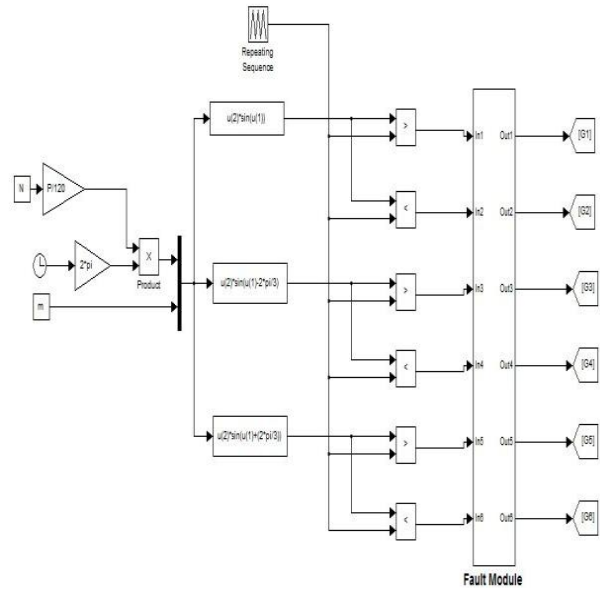 Repeating
Sequence
u(2)*sin(u(1))
>
In1
Out1
[G1]
N
P/120
<
In2
Out2
[G2]
2*pi
X
Product
u(2)*sin(u(1)-2*pi/3)
>
In3
Out3
[G3]
m
<
In4
Out4
[G4]
u(2)*sin(u(1)+(2*pi/3))
>
In5
Out5
[G5]
<
In6
Out6
[G6]
Fault Module